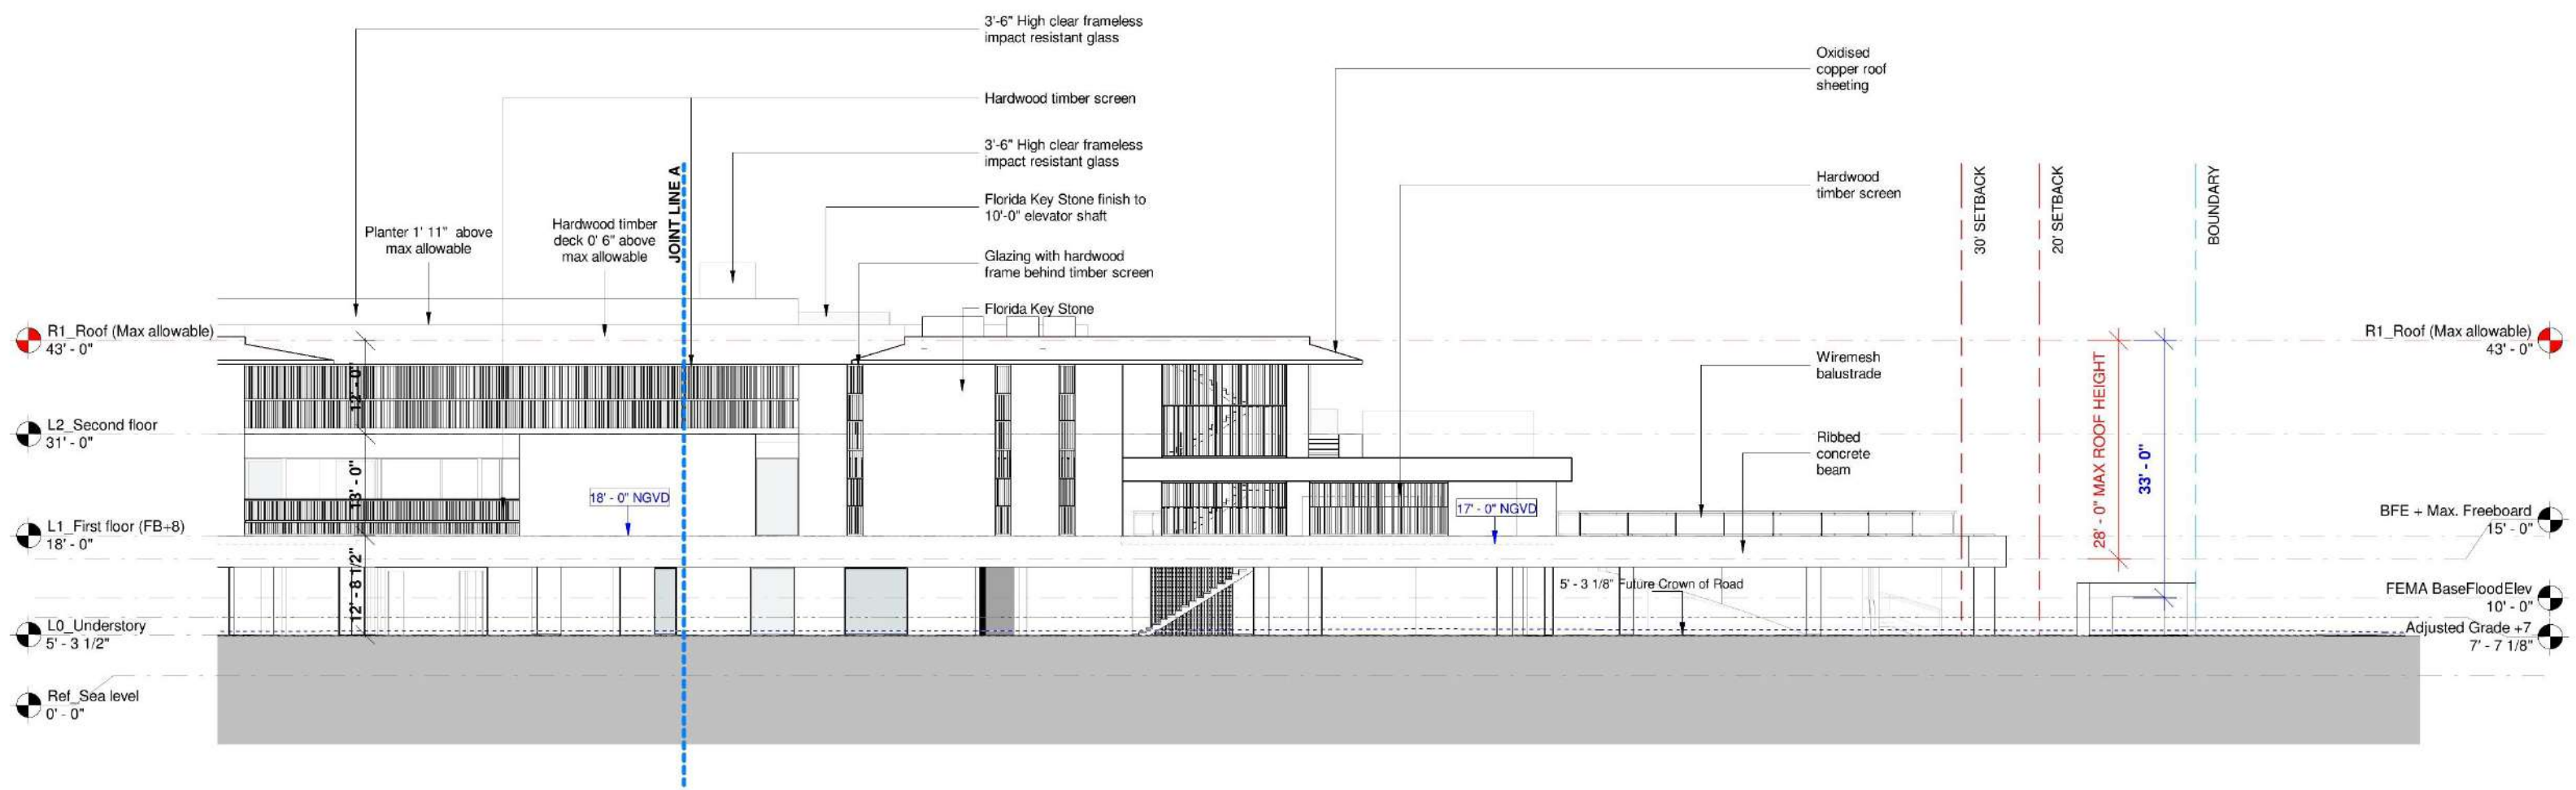 3'-6" High clear frameless
impact resistant glass
Hardwood timber screen
3'-6" High clear frameless
impact resistant glass
Florida Key Stone finish to
10'-0" elevator shaft
Glazing with hardwood
frame behind timber screen
Florida Key Stone
Planter 1' 11" above
max allowable
Hardwood timber
deck 0' 6" above
max allowable
JOINT LINE A
Oxidised
copper roof
sheeting
Hardwood
timber screen
Wiremesh
balustrade
Ribbed
concrete
beam
30' SETBACK
20' SETBACK
BOUNDARY
R1_Roof (Max allowable)
43' - 0"
L2_Second floor
31' - 0"
L1_First floor (FB+8)
18' - 0"
L0_Understory
5' - 3 1/2"
Ref_Sea level
0' - 0"
12' - 0"
13' - 0"
12' - 8 1/2"
18' - 0" NGVD
17' - 0" NGVD
5' - 3 1/8" Future Crown of Road
28' - 0" MAX ROOF HEIGHT
33' - 0"
R1_Roof (Max allowable)
43' - 0"
BFE + Max. Freeboard
15' - 0"
FEMA BaseFloodElev
10' - 0"
Adjusted Grade +7
7' - 7 1/8"